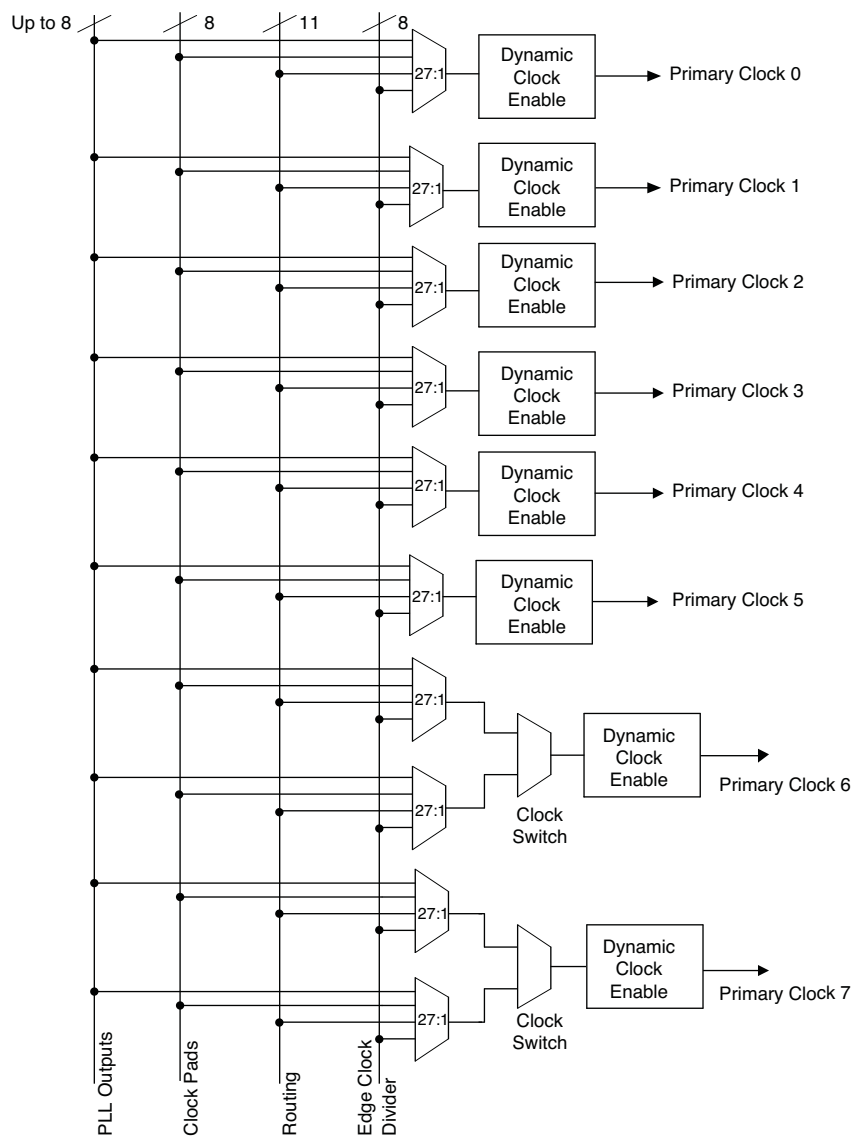 Up to 8
8
11
8
27:1
Dynamic
Clock
Enable
Primary Clock 0
27:1
Dynamic
Clock
Enable
Primary Clock 1
27:1
Dynamic
Clock
Enable
Primary Clock 2
27:1
Dynamic
Clock
Enable
Primary Clock 3
27:1
Dynamic
Clock
Enable
Primary Clock 4
27:1
Dynamic
Clock
Enable
Primary Clock 5
27:1
27:1
Clock
Switch
Dynamic
Clock
Enable
Primary Clock 6
27:1
27:1
Clock
Switch
Dynamic
Clock
Enable
Primary Clock 7
PLL Outputs
Clock Pads
Routing
Edge Clock
Divider